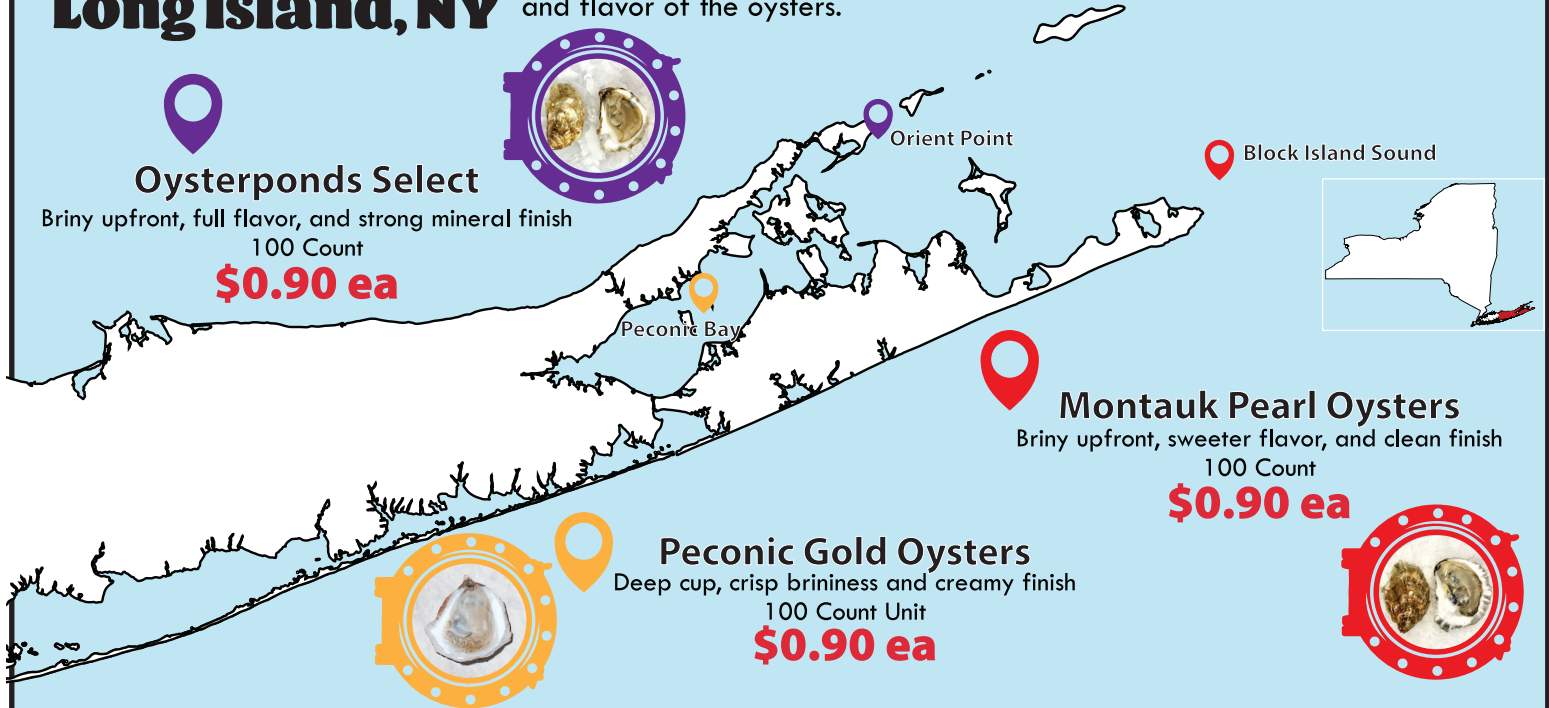 Long Island, NY
and flavor of the oysters.
Oysterponds Select
Briny upfront, full flavor, and strong mineral finish
100 Count
$0.90 ea
Orient Point
Block Island Sound
Peconic Bay
Montauk Pearl Oysters
Briny upfront, sweeter flavor, and clean finish
100 Count
$0.90 ea
Peconic Gold Oysters
Deep cup, crisp brininess and creamy finish
100 Count Unit
$0.90 ea